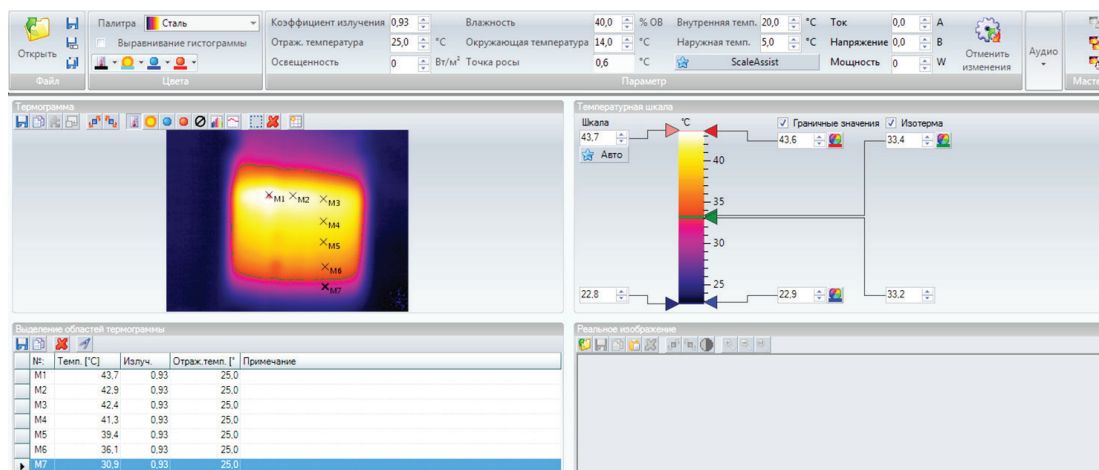 Открыть
Файл
Палитра Сталь
Выравнивание гистограммы
Цвета
Коэффициент излучения 0,93 Влажность 40,0 % ОВ Внутренняя темп. 20,0 °C Ток 0,0 А
Отраж. температура 25,0 °C Окружающая температура 14,0 °C Наружная темп. 5,0 °C Напряжение 0,0 В
Освещенность 0 Вт/м² Точка росы 0,6 °C ScaleAssist Мощность 0 W
Параметр
Отменить
изменения
Аудио
Масте
Термограмма
M1 M2 M3
M4
M5
M6
M7
Температурная шкала
Шкала °C Граничные значения Изотерма
43,7 43,6 33,4
Авто
40
35
30
25
22,8 22,9 33,2
Выделение областей термограммы
№: Темп. [°C] Излуч. Отраж.темп. [° Примечание
M1 43,7 0,93 25,0
M2 42,9 0,93 25,0
M3 42,4 0,93 25,0
M4 41,3 0,93 25,0
M5 39,4 0,93 25,0
M6 36,1 0,93 25,0
M7 30,9 0,93 25,0
Реальное изображение